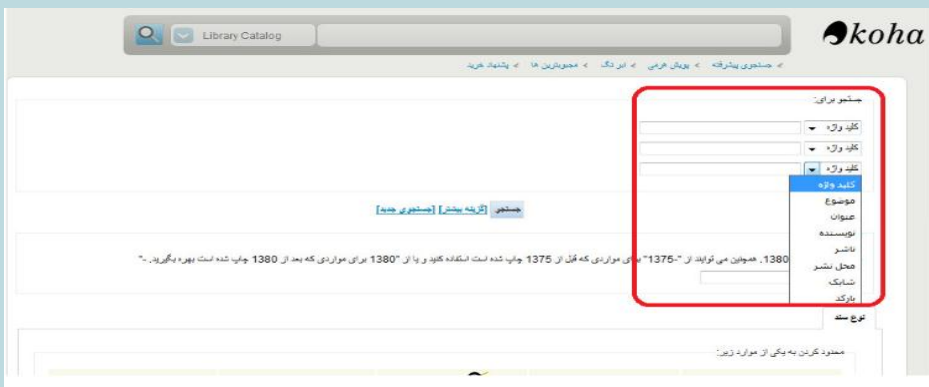 koha
Library Catalog
> جستجوی پیشرفته > پویش هرمی > ابر تگ > محبوبترین ها > پیشنهاد خرید
جستجو برای:
کلید واژه
کلید واژه
کلید واژه
کلید واژه
موضوع
عنوان
نویسنده
ناشر
محل نشر
شابک
بارکد
جستجو [گزینه بیشتر] [جستجوی جدید]
1380. همچنین می توانید از "-1375" برای مواردی که قبل از 1375 چاپ شده است استفاده کنید و یا از "1380 برای مواردی که بعد از 1380 چاپ شده است بهره بگیرید. -"
نوع سند
محدود کردن به یکی از موارد زیر: